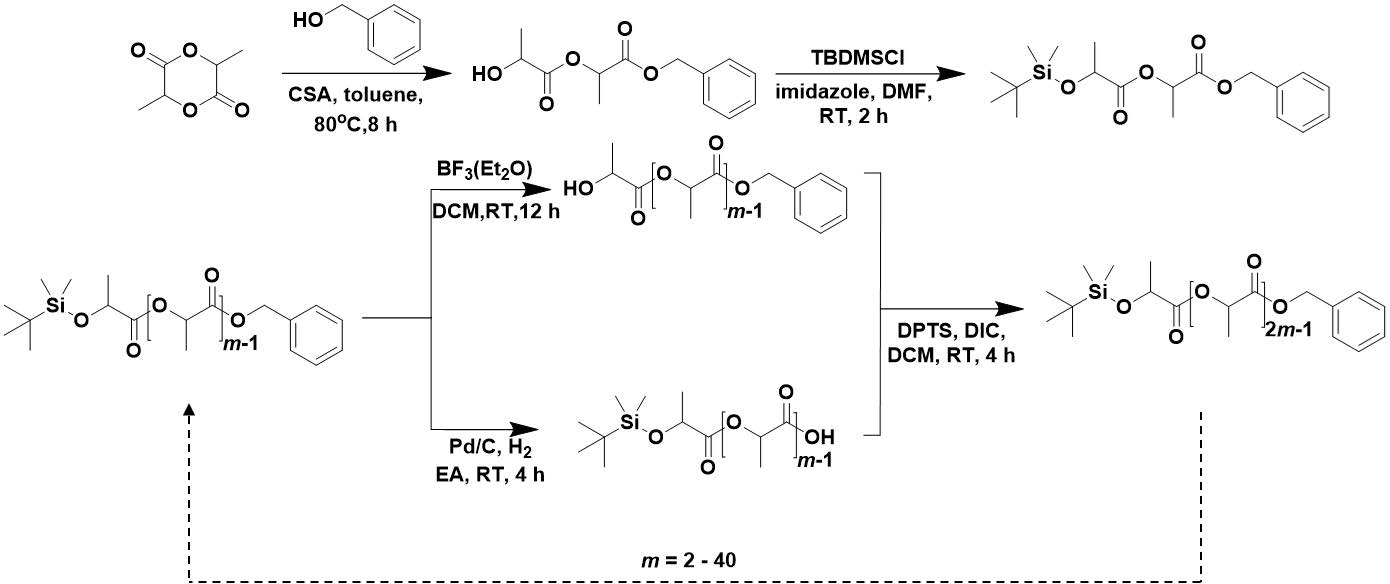 HO
O
O
O
O
CSA, toluene,
80°C,8 h
HO
O
O
O
O
TBDMSCl
imidazole, DMF,
RT, 2 h
Si
O
O
O
O
O
BF₃(Et₂O)
DCM,RT,12 h
HO
O
O
O
O
m-1
Si
O
O
O
O
O
m-1
DPTS, DIC,
DCM, RT, 4 h
Si
O
O
O
O
O
2m-1
Pd/C, H₂
EA, RT, 4 h
Si
O
O
O
O
OH
m-1
m = 2 - 40